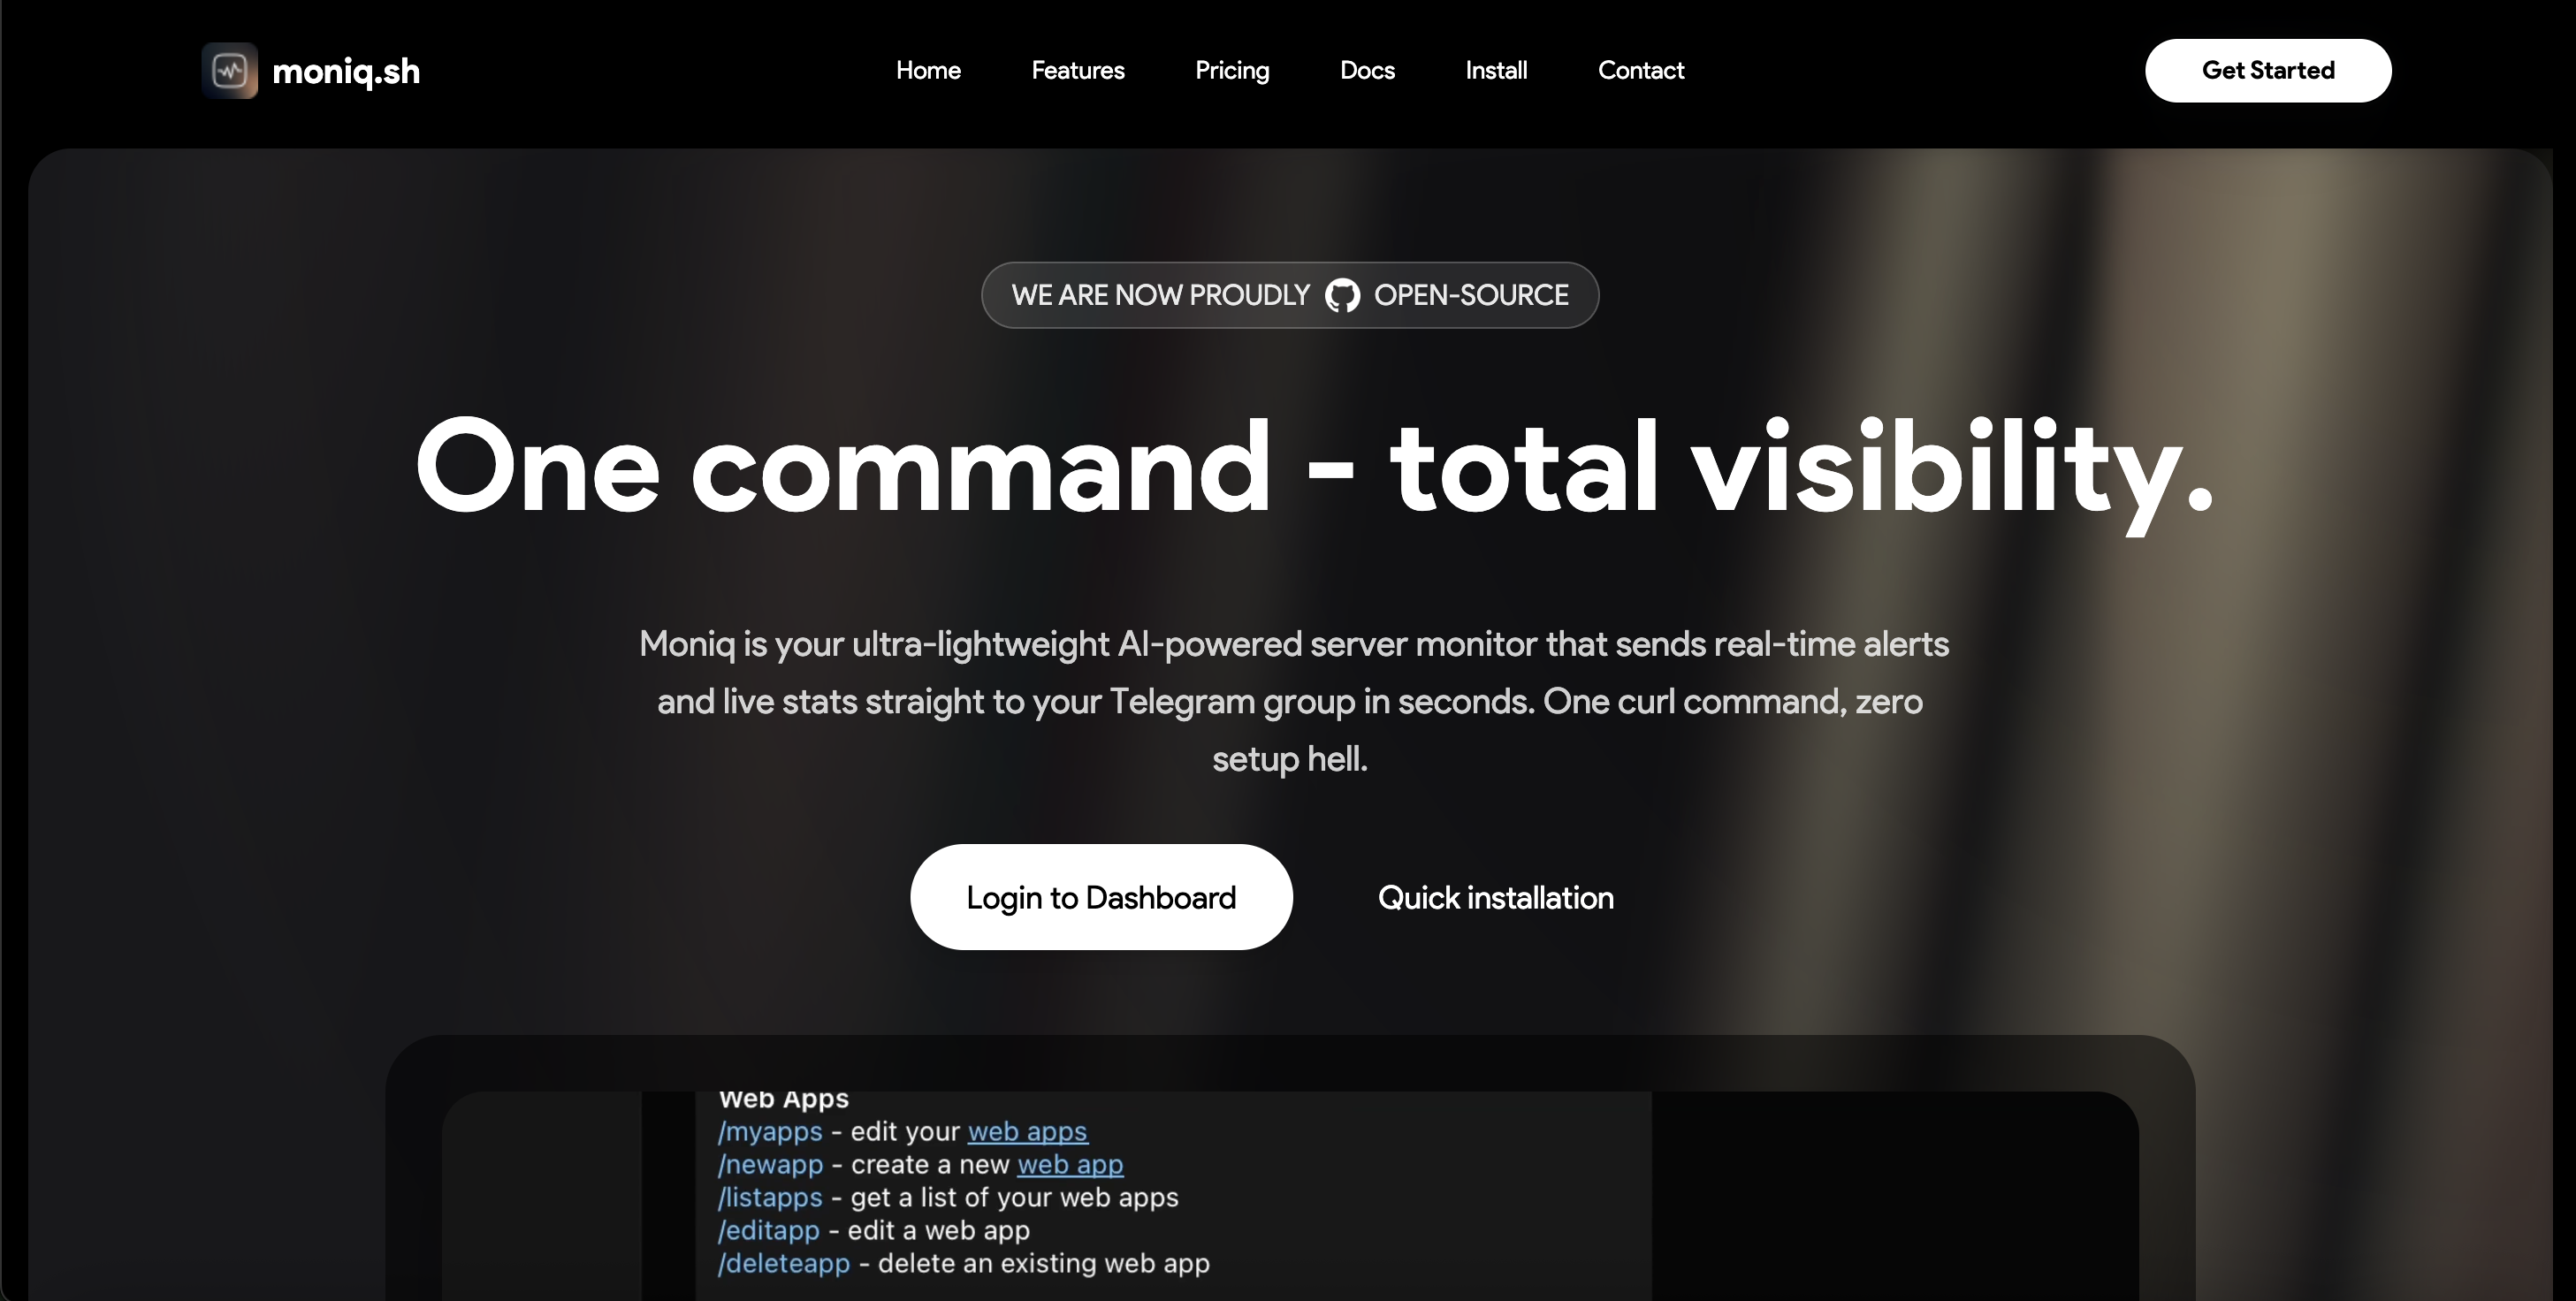 moniq.sh
Home
Features
Pricing
Docs
Install
Contact
Get Started
WE ARE NOW PROUDLY OPEN-SOURCE
One command - total visibility.
Moniq is your ultra-lightweight AI-powered server monitor that sends real-time alerts
and live stats straight to your Telegram group in seconds. One curl command, zero
setup hell.
Login to Dashboard
Quick installation
Web Apps
/myapps - edit your web apps
/newapp - create a new web app
/listapps - get a list of your web apps
/editapp - edit a web app
/deleteapp - delete an existing web app